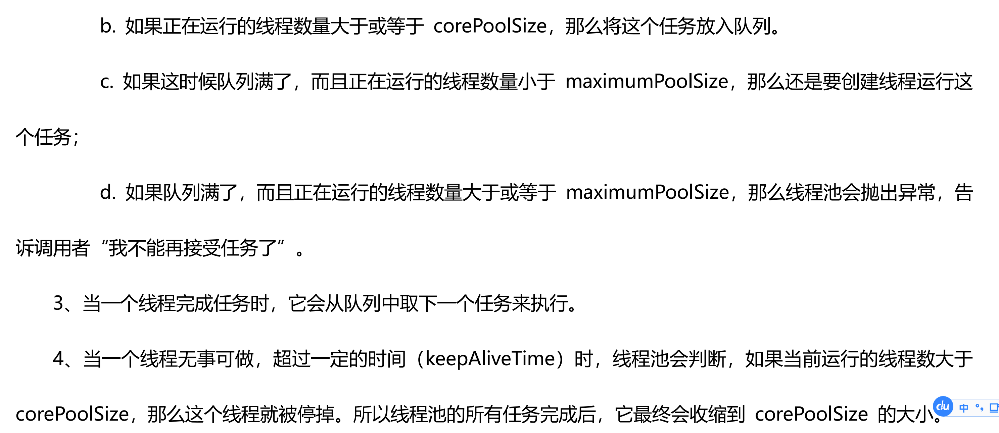 b. 如果正在运行的线程数量大于或等于 corePoolSize，那么将这个任务放入队列。
c. 如果这时候队列满了，而且正在运行的线程数量小于 maximumPoolSize，那么还是要创建线程运行这
个任务；
d. 如果队列满了，而且正在运行的线程数量大于或等于 maximumPoolSize，那么线程池会抛出异常，告
诉调用者“我不能再接受任务了”。
3、当一个线程完成任务时，它会从队列中取下一个任务来执行。
4、当一个线程无事可做，超过一定的时间（keepAliveTime）时，线程池会判断，如果当前运行的线程数大于
corePoolSize，那么这个线程就被停掉。所以线程池的所有任务完成后，它最终会收缩到 corePoolSize 的大小。
du 中 °,